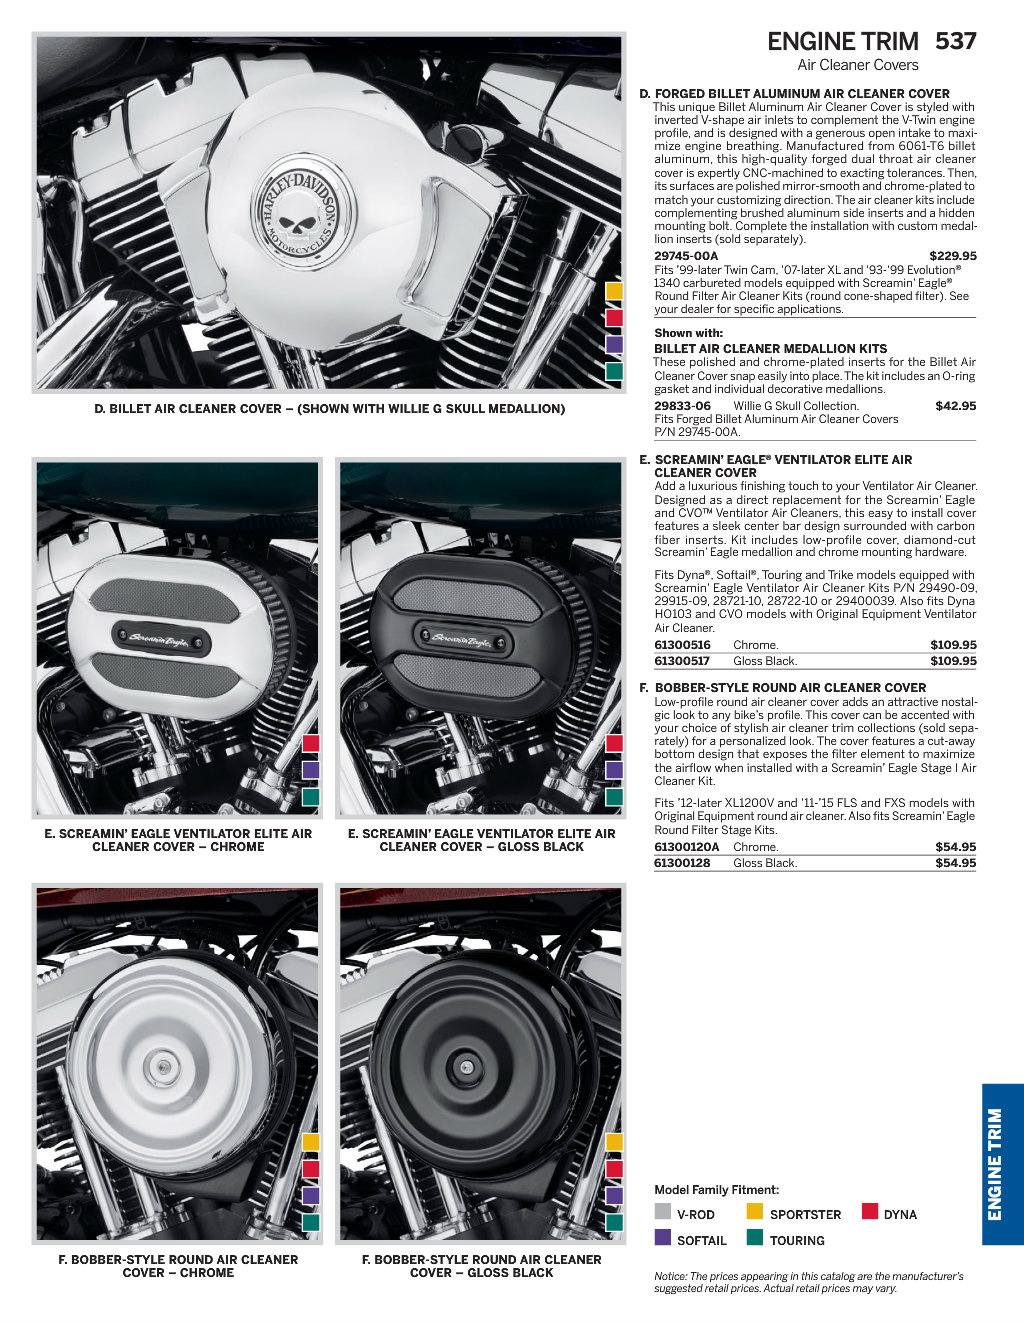 ENGINE TRIM 537
Air Cleaner Covers
HARLEY-DAVIDSON
MOTORCYCLES
D. BILLET AIR CLEANER COVER – (SHOWN WITH WILLIE G SKULL MEDALLION)
Screamin' Eagle
E. SCREAMIN' EAGLE VENTILATOR ELITE AIR
CLEANER COVER – CHROME
Screamin' Eagle
E. SCREAMIN' EAGLE VENTILATOR ELITE AIR
CLEANER COVER – GLOSS BLACK
F. BOBBER-STYLE ROUND AIR CLEANER
COVER – CHROME
F. BOBBER-STYLE ROUND AIR CLEANER
COVER – GLOSS BLACK
D. FORGED BILLET ALUMINUM AIR CLEANER COVER
This unique Billet Aluminum Air Cleaner Cover is styled with
inverted V-shape air inlets to complement the V-Twin engine
profile, and is designed with a generous open intake to maxi-
mize engine breathing. Manufactured from 6061-T6 billet
aluminum, this high-quality forged dual throat air cleaner
cover is expertly CNC-machined to exacting tolerances. Then,
its surfaces are polished mirror-smooth and chrome-plated to
match your customizing direction. The air cleaner kits include
complementing brushed aluminum side inserts and a hidden
mounting bolt. Complete the installation with custom medal-
lion inserts (sold separately).
29745-00A $229.95
Fits '99-later Twin Cam, '07-later XL and '93-'99 Evolution®
1340 carbureted models equipped with Screamin' Eagle®
Round Filter Air Cleaner Kits (round cone-shaped filter). See
your dealer for specific applications.
Shown with:
BILLET AIR CLEANER MEDALLION KITS
These polished and chrome-plated inserts for the Billet Air
Cleaner Cover snap easily into place. The kit includes an O-ring
gasket and individual decorative medallions.
29833-06 Willie G Skull Collection. $42.95
Fits Forged Billet Aluminum Air Cleaner Covers
P/N 29745-00A.
E. SCREAMIN' EAGLE® VENTILATOR ELITE AIR
CLEANER COVER
Add a luxurious finishing touch to your Ventilator Air Cleaner.
Designed as a direct replacement for the Screamin' Eagle
and CVO™ Ventilator Air Cleaners, this easy to install cover
features a sleek center bar design surrounded with carbon
fiber inserts. Kit includes low-profile cover, diamond-cut
Screamin' Eagle medallion and chrome mounting hardware.
Fits Dyna®, Softail®, Touring and Trike models equipped with
Screamin' Eagle Ventilator Air Cleaner Kits P/N 29490-09,
29915-09, 28721-10, 28722-10 or 29400039. Also fits Dyna
HO103 and CVO models with Original Equipment Ventilator
Air Cleaner.
61300516 Chrome. $109.95
61300517 Gloss Black. $109.95
F. BOBBER-STYLE ROUND AIR CLEANER COVER
Low-profile round air cleaner cover adds an attractive nostal-
gic look to any bike's profile. This cover can be accented with
your choice of stylish air cleaner trim collections (sold sepa-
rately) for a personalized look. The cover features a cut-away
bottom design that exposes the filter element to maximize
the airflow when installed with a Screamin' Eagle Stage I Air
Cleaner Kit.
Fits '12-later XL1200V and '11-'15 FLS and FXS models with
Original Equipment round air cleaner. Also fits Screamin' Eagle
Round Filter Stage Kits.
61300120A Chrome. $54.95
61300128 Gloss Black. $54.95
ENGINE TRIM
Model Family Fitment:
V-ROD SPORTSTER DYNA
SOFTAIL TOURING
Notice: The prices appearing in this catalog are the manufacturer's
suggested retail prices. Actual retail prices may vary.